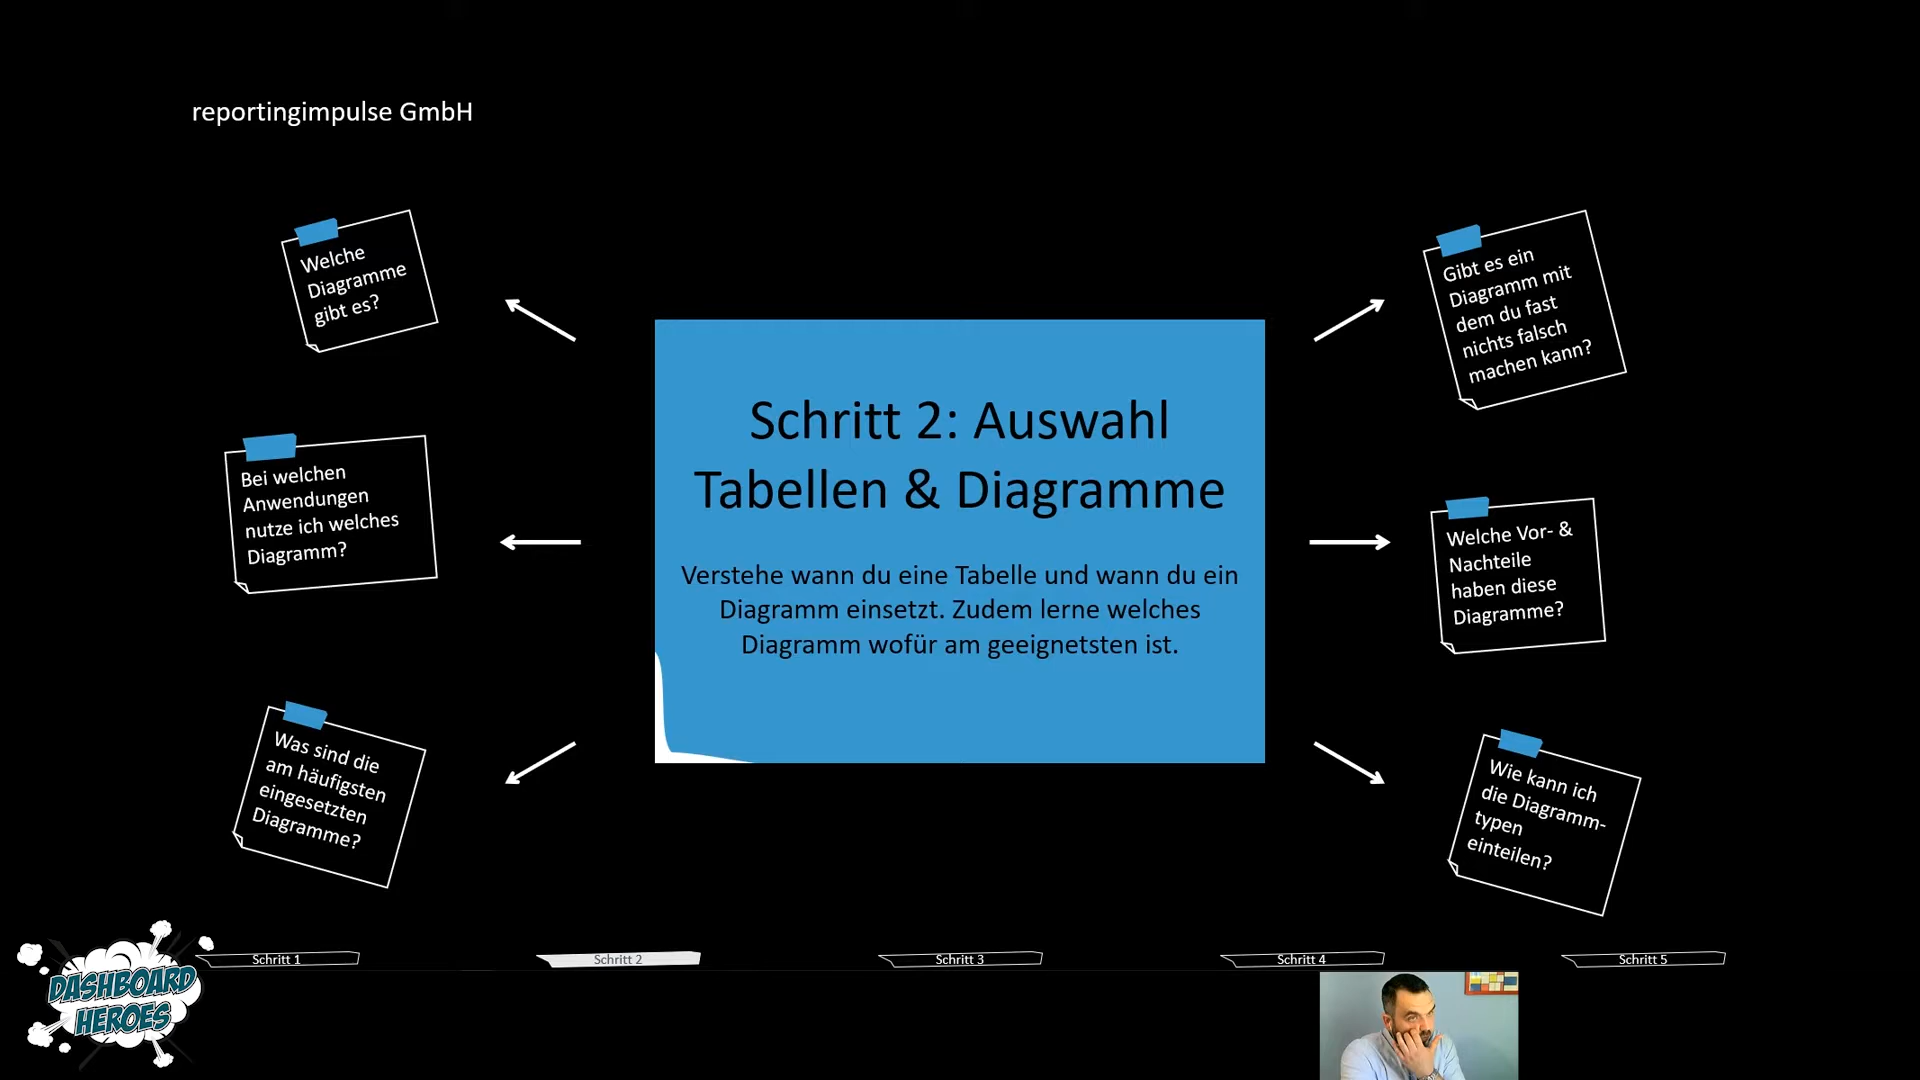 reportingimpulse GmbH
Welche
Diagramme
gibt es?
Bei welchen
Anwendungen
nutze ich welches
Diagramm?
Was sind die
am häufigsten
eingesetzten
Diagramme?
Schritt 2: Auswahl
Tabellen & Diagramme
Verstehe wann du eine Tabelle und wann du ein
Diagramm einsetzt. Zudem lerne welches
Diagramm wofür am geeignetsten ist.
Gibt es ein
Diagramm mit
dem du fast
nichts falsch
machen kann?
Welche Vor- &
Nachteile
haben diese
Diagramme?
Wie kann ich
die Diagramm-
typen
einteilen?
Schritt 1
Schritt 2
Schritt 3
Schritt 4
Schritt 5
DASHBOARD
HEROES